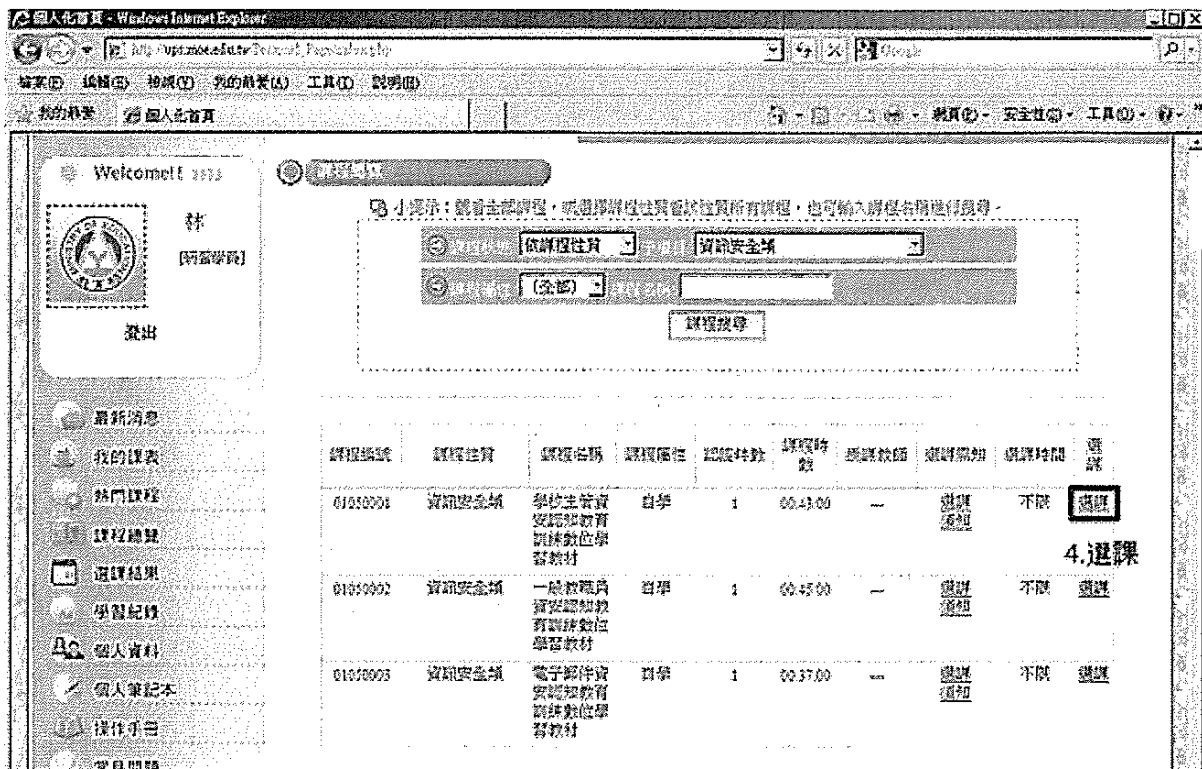 個人化首頁 - Windows Internet Explorer
Google
檔案(F) 編輯(E) 檢視(V) 我的最愛(A) 工具(T) 說明(H)
我的最愛 個人化首頁 網頁(P) 安全性(S) 工具(O)
Welcome!!
林
[研習學員]
登出
課程總覽
小提示：觀看全部課程，或選擇課程性質看該性質所有課程，也可輸入課程名稱進行搜尋。
依課程性質 資訊安全類
(全部)
課程搜尋
最新消息
我的課表
熱門課程
課程總覽
選課結果
學習紀錄
個人資料
個人筆記本
操作手冊
常見問題
課程編號 課程性質 課程名稱 課程屬性 認證時數 課程時數 授課教師 選課須知 選課時間 選課
01050001 資訊安全類 學校主管資安認知教育訓練數位學習教材 自學 1 00:43:00 --- 選課須知 不限 選課
4.選課
01050002 資訊安全類 一般教職員資安認知教育訓練數位學習教材 自學 1 00:45:00 --- 選課須知 不限 選課
01050003 資訊安全類 電子郵件資安認知教育訓練數位學習教材 自學 1 00:37:00 --- 選課須知 不限 選課